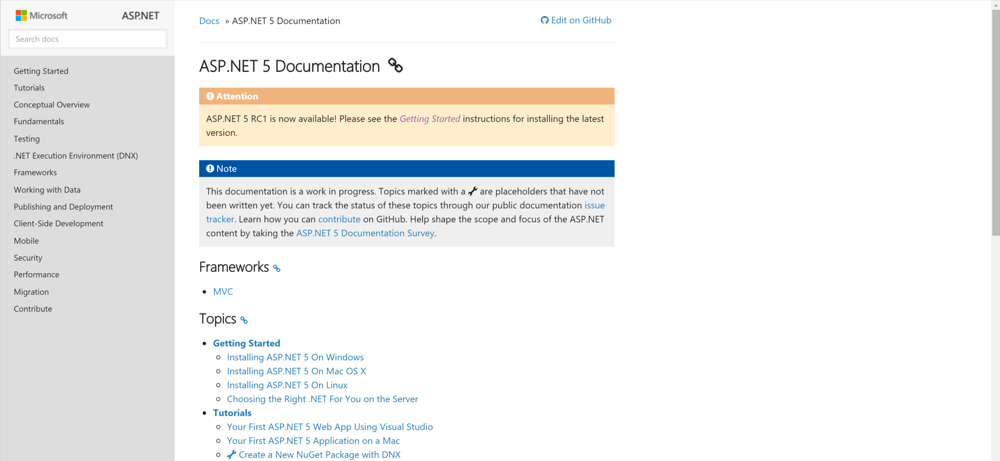 Microsoft
ASP.NET
Search docs
Getting Started
Tutorials
Conceptual Overview
Fundamentals
Testing
.NET Execution Environment (DNX)
Frameworks
Working with Data
Publishing and Deployment
Client-Side Development
Mobile
Security
Performance
Migration
Contribute
Docs » ASP.NET 5 Documentation
Edit on GitHub
ASP.NET 5 Documentation
Attention
ASP.NET 5 RC1 is now available! Please see the Getting Started instructions for installing the latest
version.
Note
This documentation is a work in progress. Topics marked with a are placeholders that have not
been written yet. You can track the status of these topics through our public documentation issue
tracker. Learn how you can contribute on GitHub. Help shape the scope and focus of the ASP.NET
content by taking the ASP.NET 5 Documentation Survey.
Frameworks
MVC
Topics
Getting Started
Installing ASP.NET 5 On Windows
Installing ASP.NET 5 On Mac OS X
Installing ASP.NET 5 On Linux
Choosing the Right .NET For You on the Server
Tutorials
Your First ASP.NET 5 Web App Using Visual Studio
Your First ASP.NET 5 Application on a Mac
Create a New NuGet Package with DNX